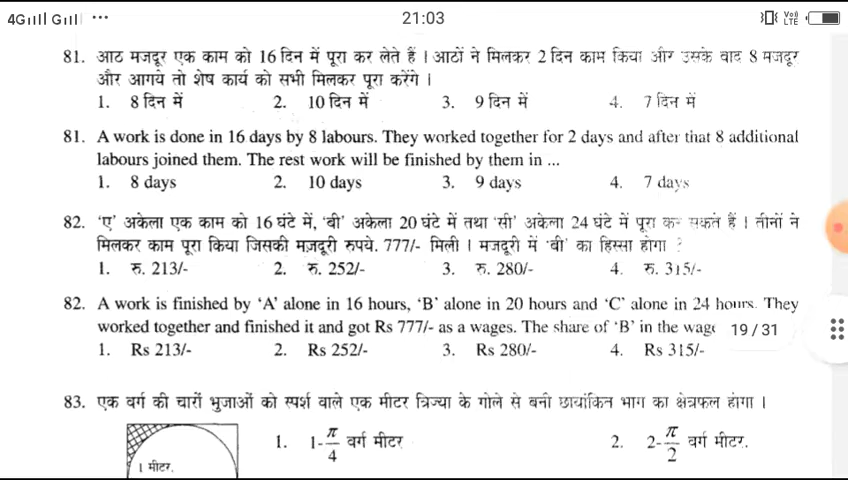 4G 21:03 VoLTE
81. आठ मजदूर एक काम को 16 दिन में पूरा कर लेते हैं । आठों ने मिलकर 2 दिन काम किया और उसके बाद 8 मजदूर
और आगये तो शेष कार्य को सभी मिलकर पूरा करेंगे ।
1. 8 दिन में 2. 10 दिन में 3. 9 दिन में 4. 7 दिन में
81. A work is done in 16 days by 8 labours. They worked together for 2 days and after that 8 additional
labours joined them. The rest work will be finished by them in ...
1. 8 days 2. 10 days 3. 9 days 4. 7 days
82. 'ए' अकेला एक काम को 16 घंटे में, 'बी' अकेला 20 घंटे में तथा 'सी' अकेला 24 घंटे में पूरा कर सकते हैं । तीनों ने
मिलकर काम पूरा किया जिसकी मज़दूरी रुपये. 777/- मिली । मजदूरी में 'बी' का हिस्सा होगा ?
1. रु. 213/- 2. रु. 252/- 3. रु. 280/- 4. रु. 315/-
82. A work is finished by 'A' alone in 16 hours, 'B' alone in 20 hours and 'C' alone in 24 hours. They
worked together and finished it and got Rs 777/- as a wages. The share of 'B' in the wage 19 / 31
1. Rs 213/- 2. Rs 252/- 3. Rs 280/- 4. Rs 315/-
83. एक वर्ग की चारों भुजाओं को स्पर्श वाले एक मीटर त्रिज्या के गोले से बनी छायांकित भाग का क्षेत्रफल होगा ।
1. 1-π/4 वर्ग मीटर 2. 2-π/2 वर्ग मीटर.
1 मीटर.